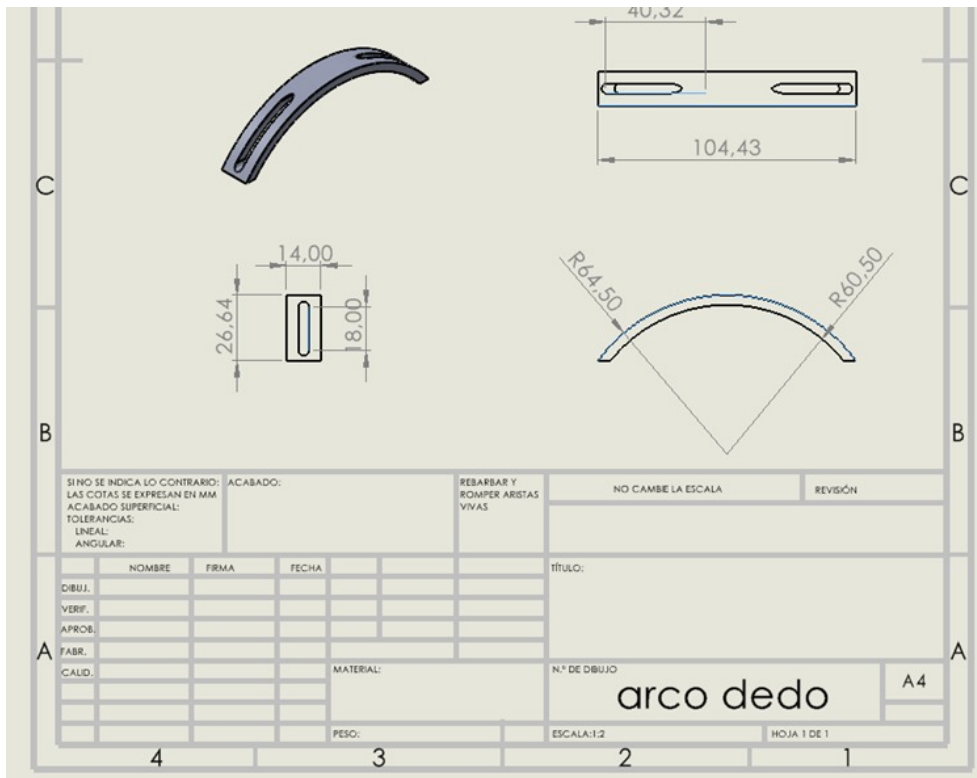 40,32
104,43
C
C
14,00
26,64
18,00
R64,50
R60,50
B
B
SI NO SE INDICA LO CONTRARIO:
LAS COTAS SE EXPRESAN EN MM
ACABADO SUPERFICIAL:
TOLERANCIAS:
LINEAL:
ANGULAR:
ACABADO:
REBARBAR Y
ROMPER ARISTAS
VIVAS
NO CAMBIE LA ESCALA
REVISIÓN
NOMBRE
FIRMA
FECHA
TÍTULO:
DIBUJ.
VERIF.
APROB.
FABR.
CALID.
A
A
MATERIAL:
N.º DE DIBUJO
arco dedo
A4
PESO:
ESCALA:1:2
HOJA 1 DE 1
4
3
2
1